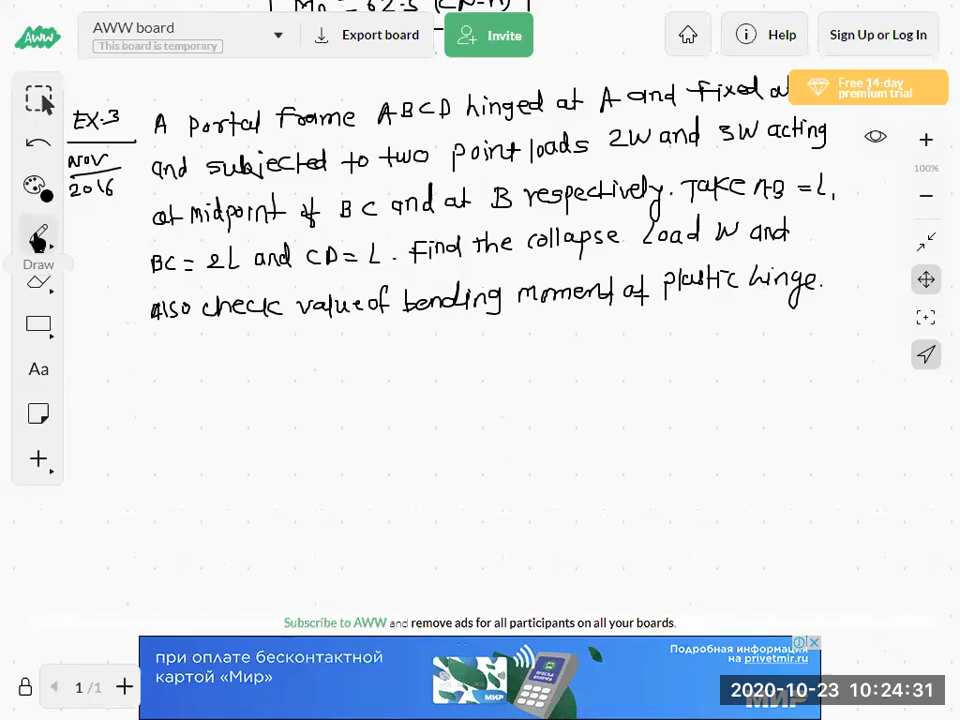 Mp = 62.5 (kN-m)
AWW board
This board is temporary
Export board
Invite
Help
Sign Up or Log In
Free 14-day
premium trial
EX-3
Nov
2016
A Portal frame ABCD hinged at A and fixed at
and subjected to two point loads 2W and 3W acting
at midpoint of BC and at B respectively. Take AB = L,
BC = 2L and CD = L. Find the collapse Load W and
also check value of bending moment at plastic hinge.
Draw
Aa
100%
Subscribe to AWW and remove ads for all participants on all your boards.
при оплате бесконтактной
картой «Мир»
Подробная информация
на privetmir.ru
1 /1
2020-10-23 10:24:31